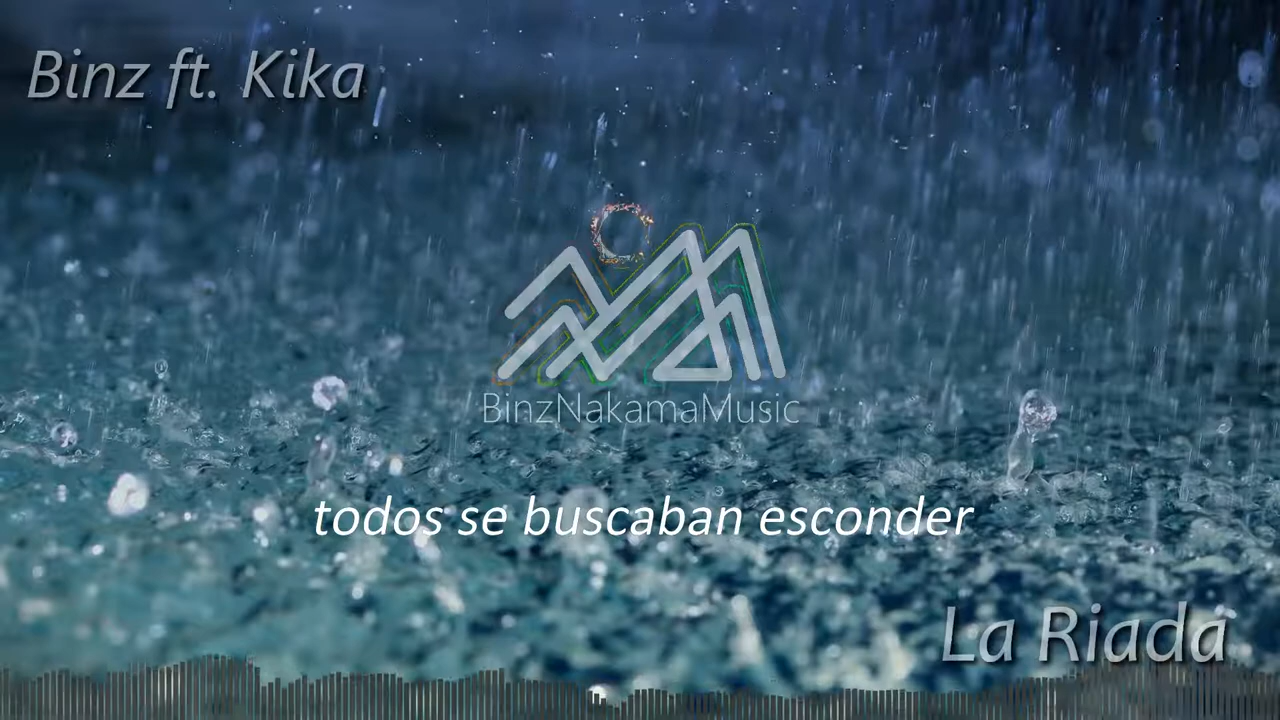 Binz ft. Kika
BinzNakamaMusic
todos se buscaban esconder
La Riada